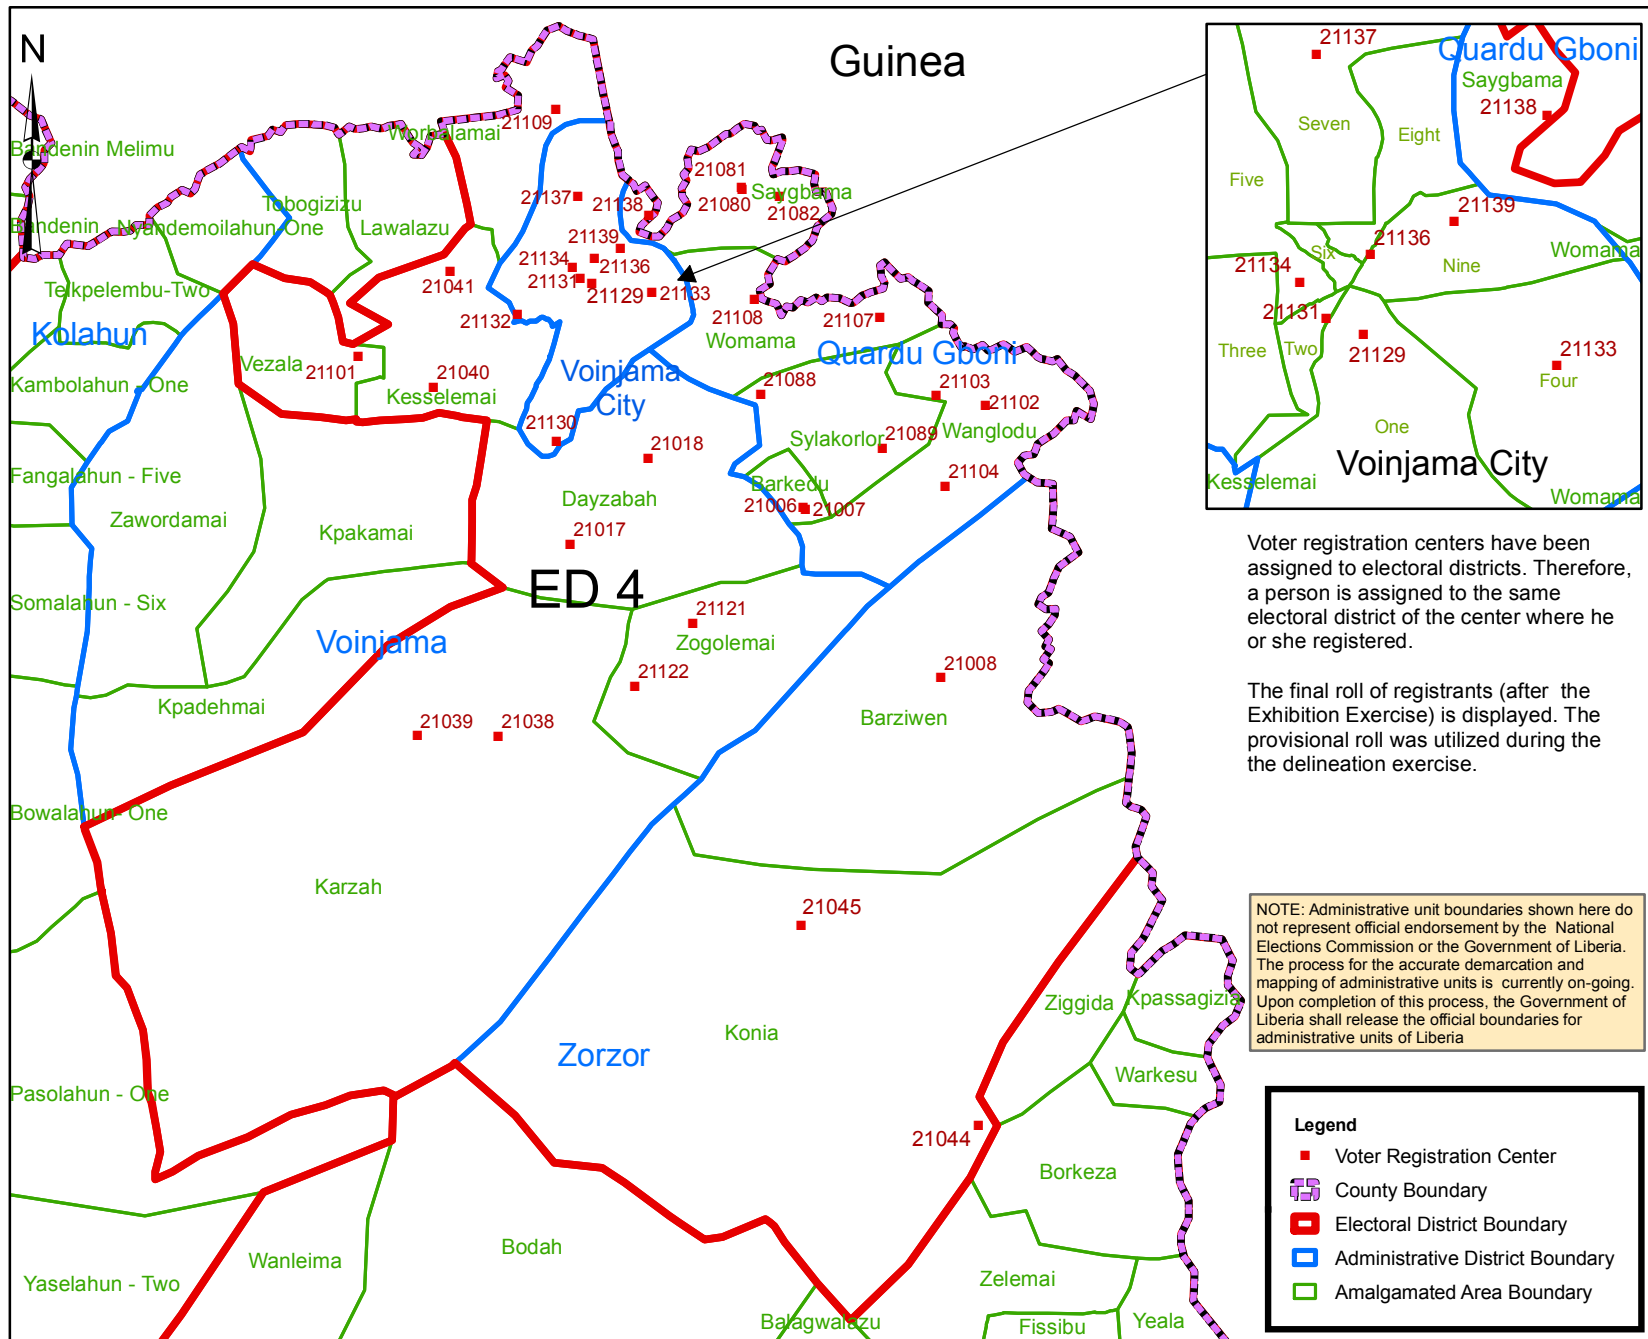 N
Guinea
Bandenin Melimu
Worhalamai
21109
Bandenin
Nyandemoilahun One
Tobogizizu
Lawalazu
21137
21138
21081
21080
Saygbama
21082
21139
21134
21136
21131
21129
21133
21041
21132
21108
21107
Telkpelembu-Two
Kolahun
Womama
Quardu Gboni
Vezala
21101
21040
Kesselemai
Voinjama
City
21088
21103
21102
Kambolahun - One
21130
21018
Sylakorlor
21089
Wanglodu
21104
Fangalahun - Five
Zawordamai
Dayzabah
Barkedu
21006
21007
Kpakamai
21017
ED 4
Somalahun - Six
Voinjama
21121
Zogolemai
21122
21008
Kpadehmai
21039
21038
Barziwen
Bowalahun- One
Karzah
21045
Konia
Ziggida
Kpassagizia
Zorzor
Warkesu
Pasolahun - One
21044
Borkeza
Bodah
Wanleima
Yaselahun - Two
Zelemai
Balagwalazu
Fissibu
Yeala
21137
Quardu Gboni
Saygbama
21138
Seven
Eight
Five
21139
21136
Six
Nine
Womama
21134
21131
Three
Two
21129
21133
Four
One
Voinjama City
Kesselemai
Womama
Voter registration centers have been
assigned to electoral districts. Therefore,
a person is assigned to the same
electoral district of the center where he
or she registered.
The final roll of registrants (after the
Exhibition Exercise) is displayed. The
provisional roll was utilized during the
the delineation exercise.
NOTE: Administrative unit boundaries shown here do
not represent official endorsement by the National
Elections Commission or the Government of Liberia.
The process for the accurate demarcation and
mapping of administrative units is currently on-going.
Upon completion of this process, the Government of
Liberia shall release the official boundaries for
administrative units of Liberia
Legend
Voter Registration Center
County Boundary
Electoral District Boundary
Administrative District Boundary
Amalgamated Area Boundary